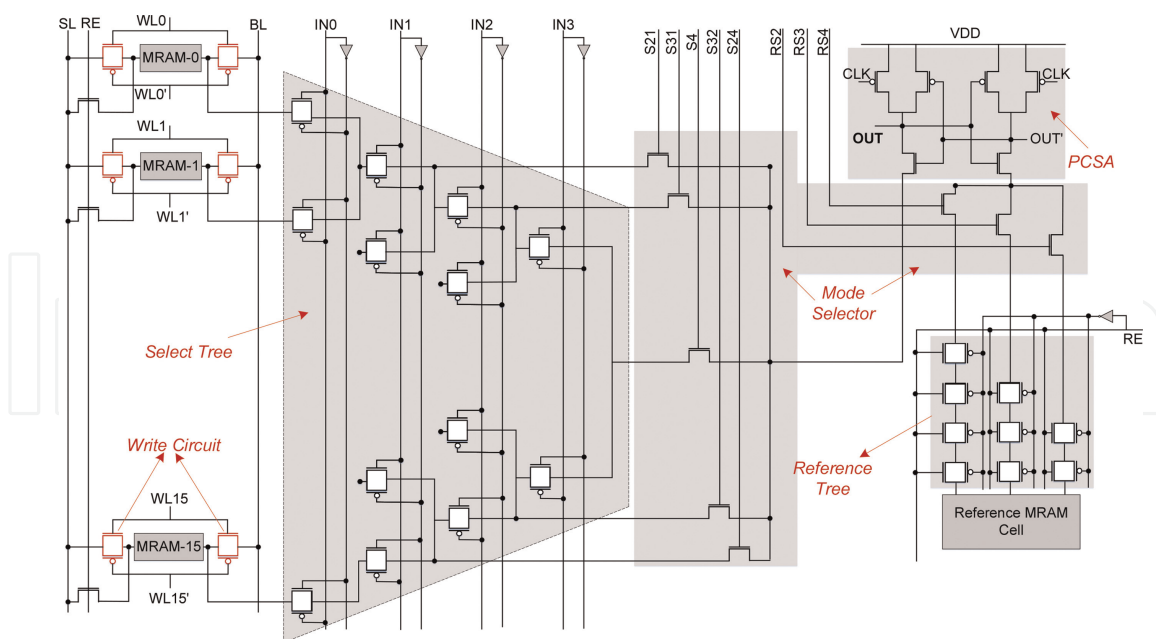 SL RE WL0 BL IN0 IN1 IN2 IN3
S21 S31 S4 S32 S24 RS2 RS3 RS4
VDD
MRAM-0
WL0'
CLK CLK
OUT OUT'
PCSA
WL1
MRAM-1
WL1'
Mode
Selector
Select Tree
RE
Write Circuit
Reference
Tree
WL15
MRAM-15
WL15'
Reference MRAM
Cell